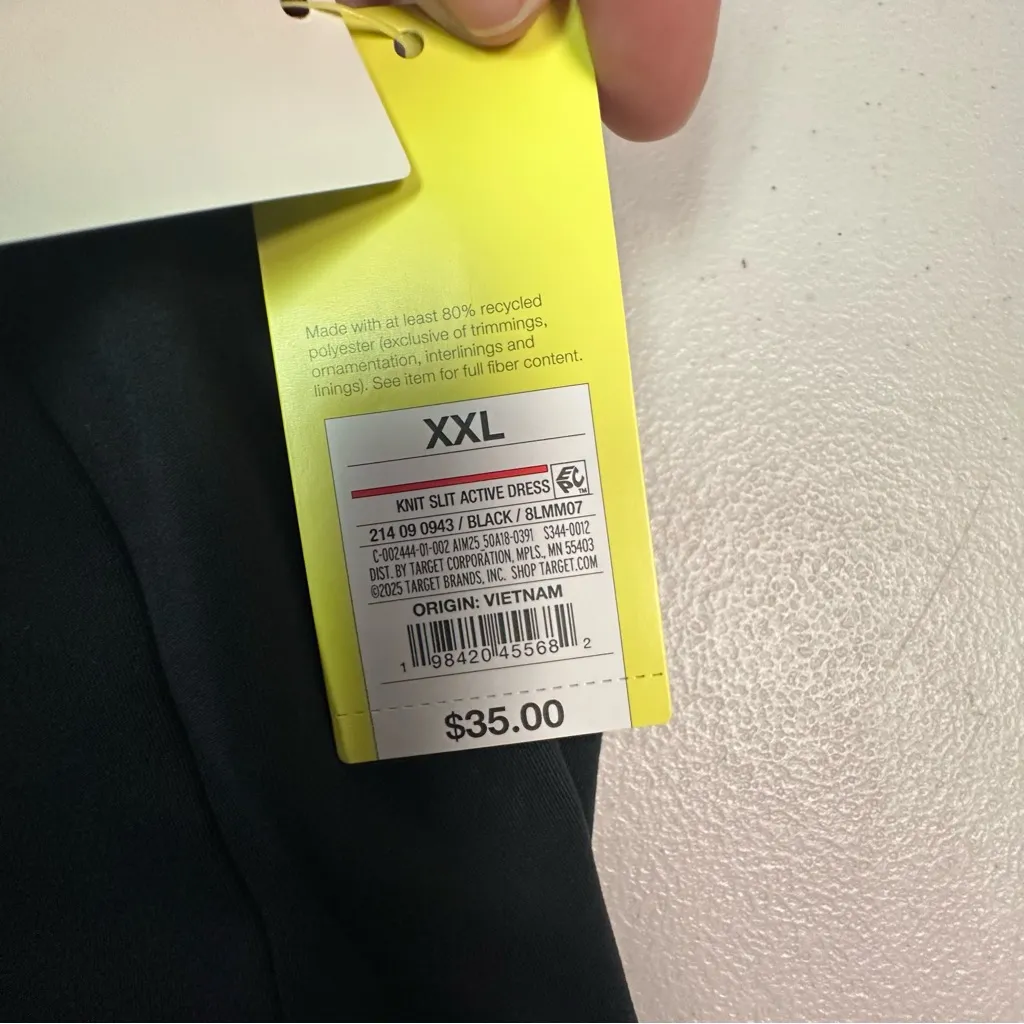 Made with at least 80% recycled
polyester (exclusive of trimmings,
ornamentation, interlinings and
linings). See item for full fiber content.
XXL
EPC™
KNIT SLIT ACTIVE DRESS
214 09 0943 / BLACK / 8LMM07
C-002444-01-002 AIM25 50A18-0391 S344-0012
DIST. BY TARGET CORPORATION, MPLS., MN 55403
©2025 TARGET BRANDS, INC. SHOP TARGET.COM
ORIGIN: VIETNAM
1 98420 45568 2
$35.00